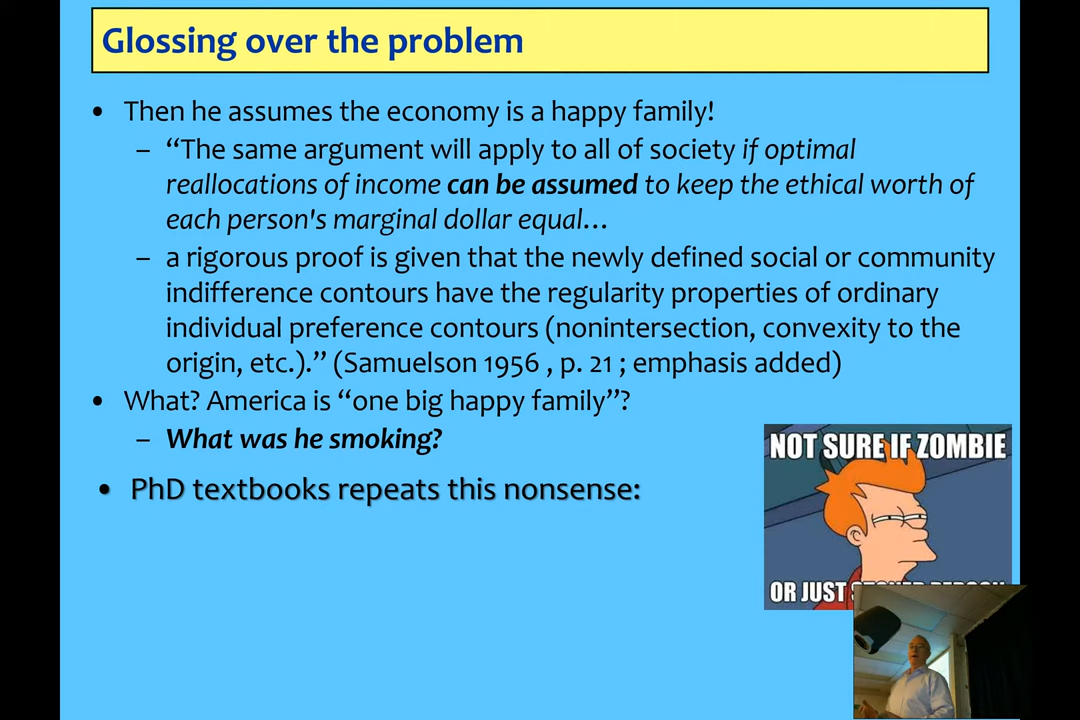 Glossing over the problem
• Then he assumes the economy is a happy family!
– “The same argument will apply to all of society if optimal
reallocations of income can be assumed to keep the ethical worth of
each person's marginal dollar equal…
– a rigorous proof is given that the newly defined social or community
indifference contours have the regularity properties of ordinary
individual preference contours (nonintersection, convexity to the
origin, etc.).” (Samuelson 1956 , p. 21 ; emphasis added)
• What? America is “one big happy family”?
– What was he smoking?
NOT SURE IF ZOMBIE
• PhD textbooks repeats this nonsense:
OR JUST